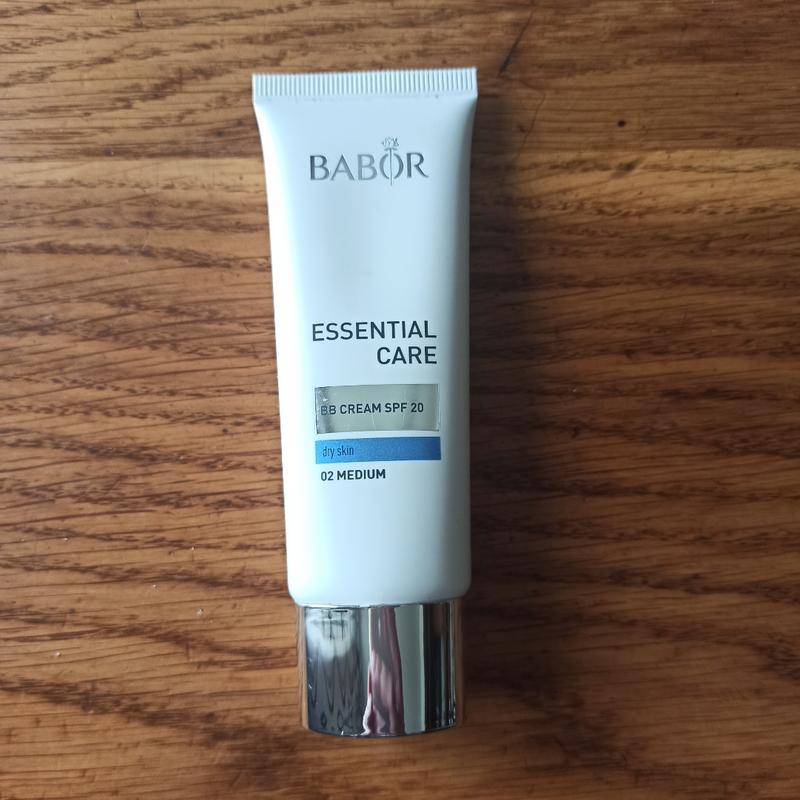 BABOR
ESSENTIAL
CARE
BB CREAM SPF 20
dry skin
02 MEDIUM